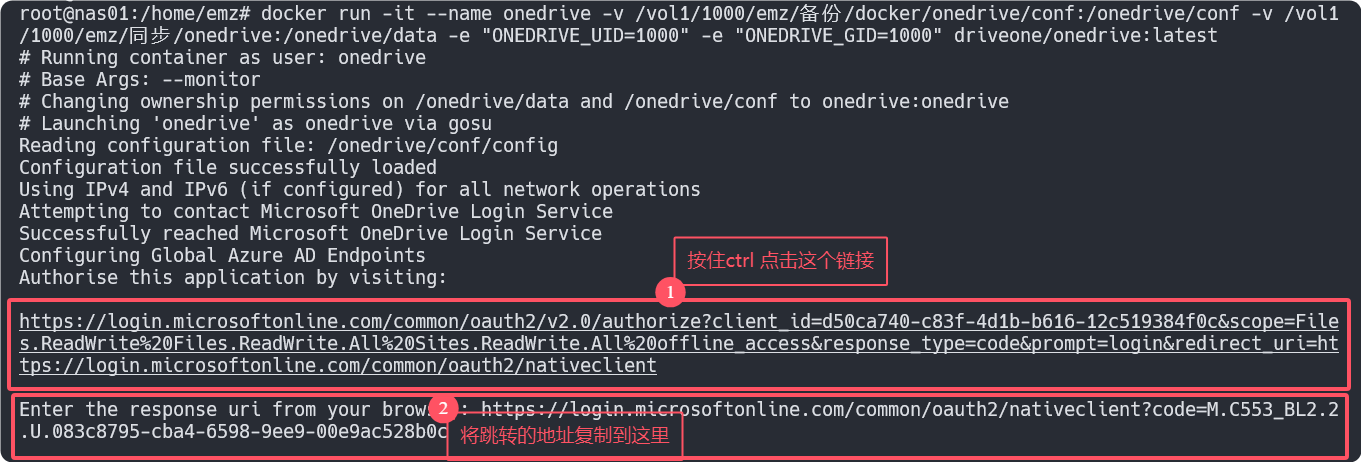 root@nas01:/home/emz# docker run -it --name onedrive -v /vol1/1000/emz/备份/docker/onedrive/conf:/onedrive/conf -v /vol1
/1000/emz/同步/onedrive:/onedrive/data -e "ONEDRIVE_UID=1000" -e "ONEDRIVE_GID=1000" driveone/onedrive:latest
# Running container as user: onedrive
# Base Args: --monitor
# Changing ownership permissions on /onedrive/data and /onedrive/conf to onedrive:onedrive
# Launching 'onedrive' as onedrive via gosu
Reading configuration file: /onedrive/conf/config
Configuration file successfully loaded
Using IPv4 and IPv6 (if configured) for all network operations
Attempting to contact Microsoft OneDrive Login Service
Successfully reached Microsoft OneDrive Login Service
Configuring Global Azure AD Endpoints
Authorise this application by visiting:
按住ctrl 点击这个链接
1
https://login.microsoftonline.com/common/oauth2/v2.0/authorize?client_id=d50ca740-c83f-4d1b-b616-12c519384f0c&scope=File
s.ReadWrite%20Files.ReadWrite.All%20Sites.ReadWrite.All%20offline_access&response_type=code&prompt=login&redirect_uri=ht
tps://login.microsoftonline.com/common/oauth2/nativeclient
Enter the response uri from your brow : https://login.microsoftonline.com/common/oauth2/nativeclient?code=M.C553_BL2.2
2
.U.083c8795-cba4-6598-9ee9-00e9ac528b0c
将跳转的地址复制到这里